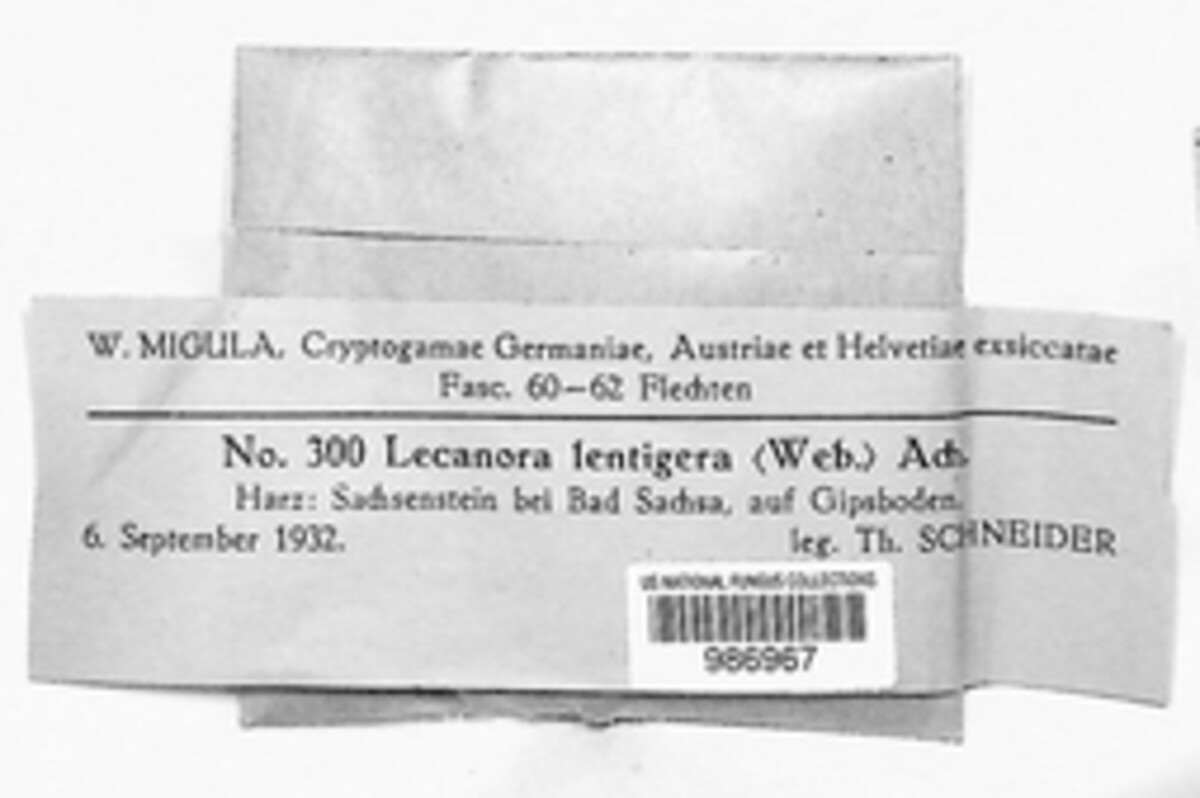 W. MIGULA, Cryptogamae Germaniae, Austriae et Helvetiae exsiccatae
Fasc. 60—62 Flechten
No. 300 Lecanora lentigera (Web.) Ach.
Harz: Sachsenstein bei Bad Sachsa, auf Gipsboden.
6. September 1932.
leg. Th. SCHNEIDER
US NATIONAL FUNGUS COLLECTIONS
986967